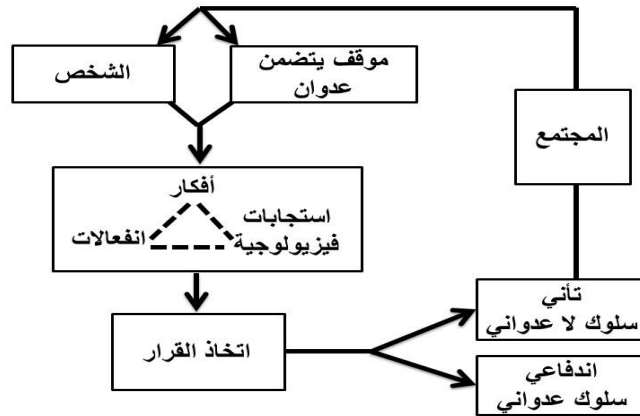 موقف يتضمن
عدوان
الشخص
المجتمع
أفكار
استجابات
فيزيولوجية
انفعالات
اتخاذ القرار
تأني
سلوك لا عدواني
اندفاعي
سلوك عدواني